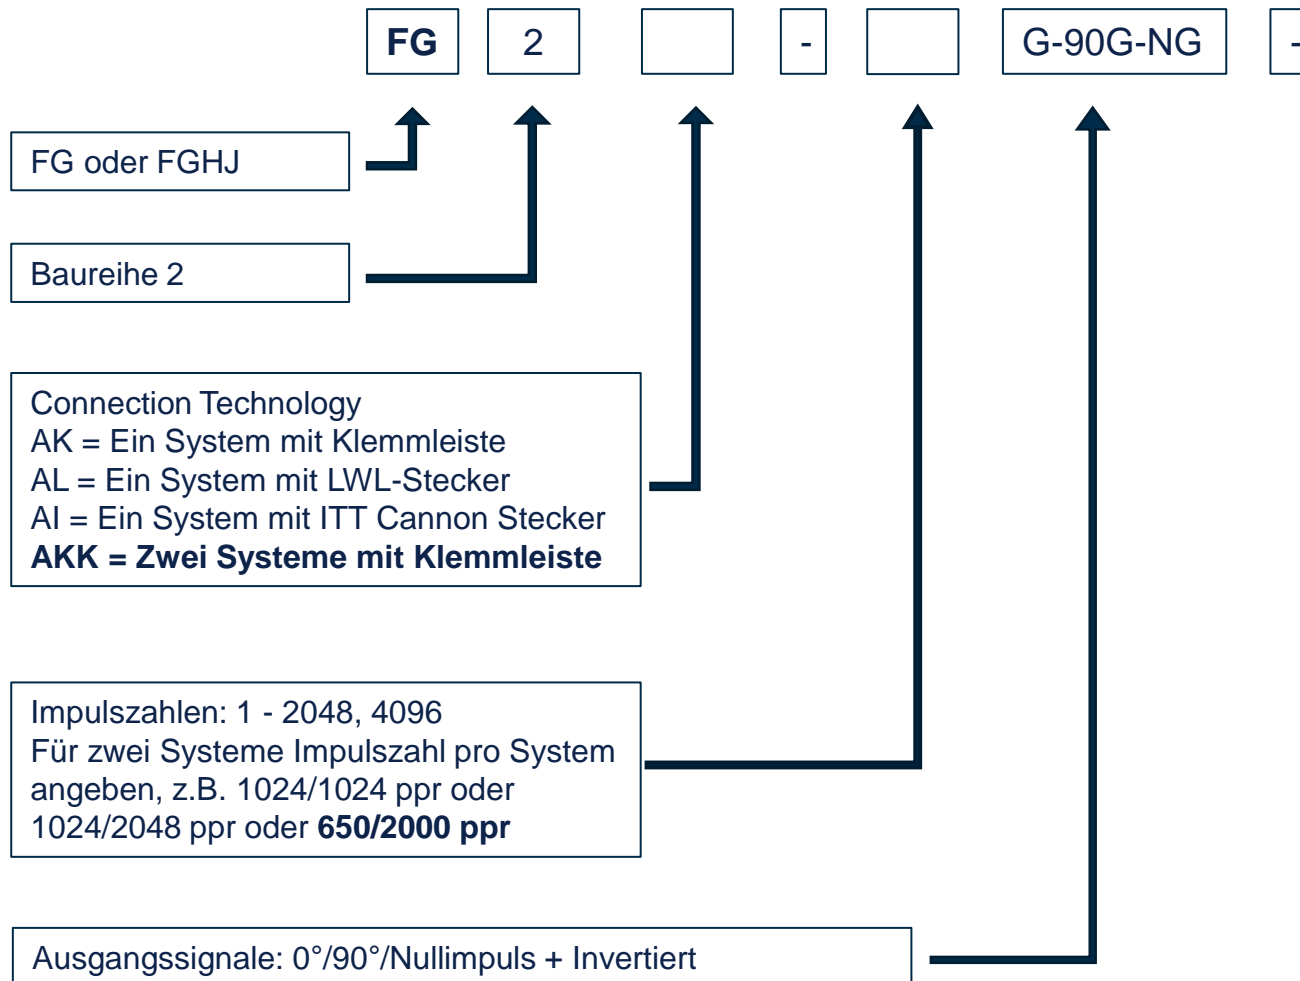 FG 2 - G-90G-NG -
FG oder FGHJ
Baureihe 2
Connection Technology
AK = Ein System mit Klemmleiste
AL = Ein System mit LWL-Stecker
AI = Ein System mit ITT Cannon Stecker
AKK = Zwei Systeme mit Klemmleiste
Impulszahlen: 1 - 2048, 4096
Für zwei Systeme Impulszahl pro System
angeben, z.B. 1024/1024 ppr oder
1024/2048 ppr oder 650/2000 ppr
Ausgangssignale: 0°/90°/Nullimpuls + Invertiert